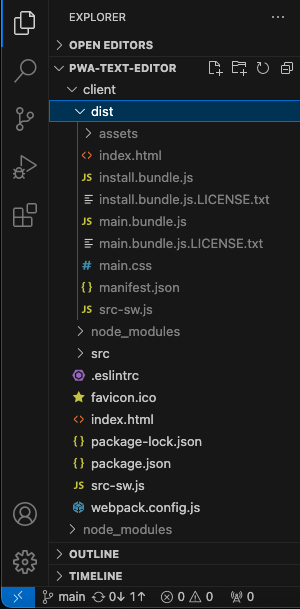 EXPLORER
OPEN EDITORS
PWA-TEXT-EDITOR
client
dist
assets
<> index.html
JS install.bundle.js
install.bundle.js.LICENSE.txt
JS main.bundle.js
main.bundle.js.LICENSE.txt
# main.css
{} manifest.json
JS src-sw.js
node_modules
src
.eslintrc
favicon.ico
<> index.html
{} package-lock.json
{} package.json
JS src-sw.js
webpack.config.js
node_modules
OUTLINE
TIMELINE
main 0↓ 1↑ 0 0 0